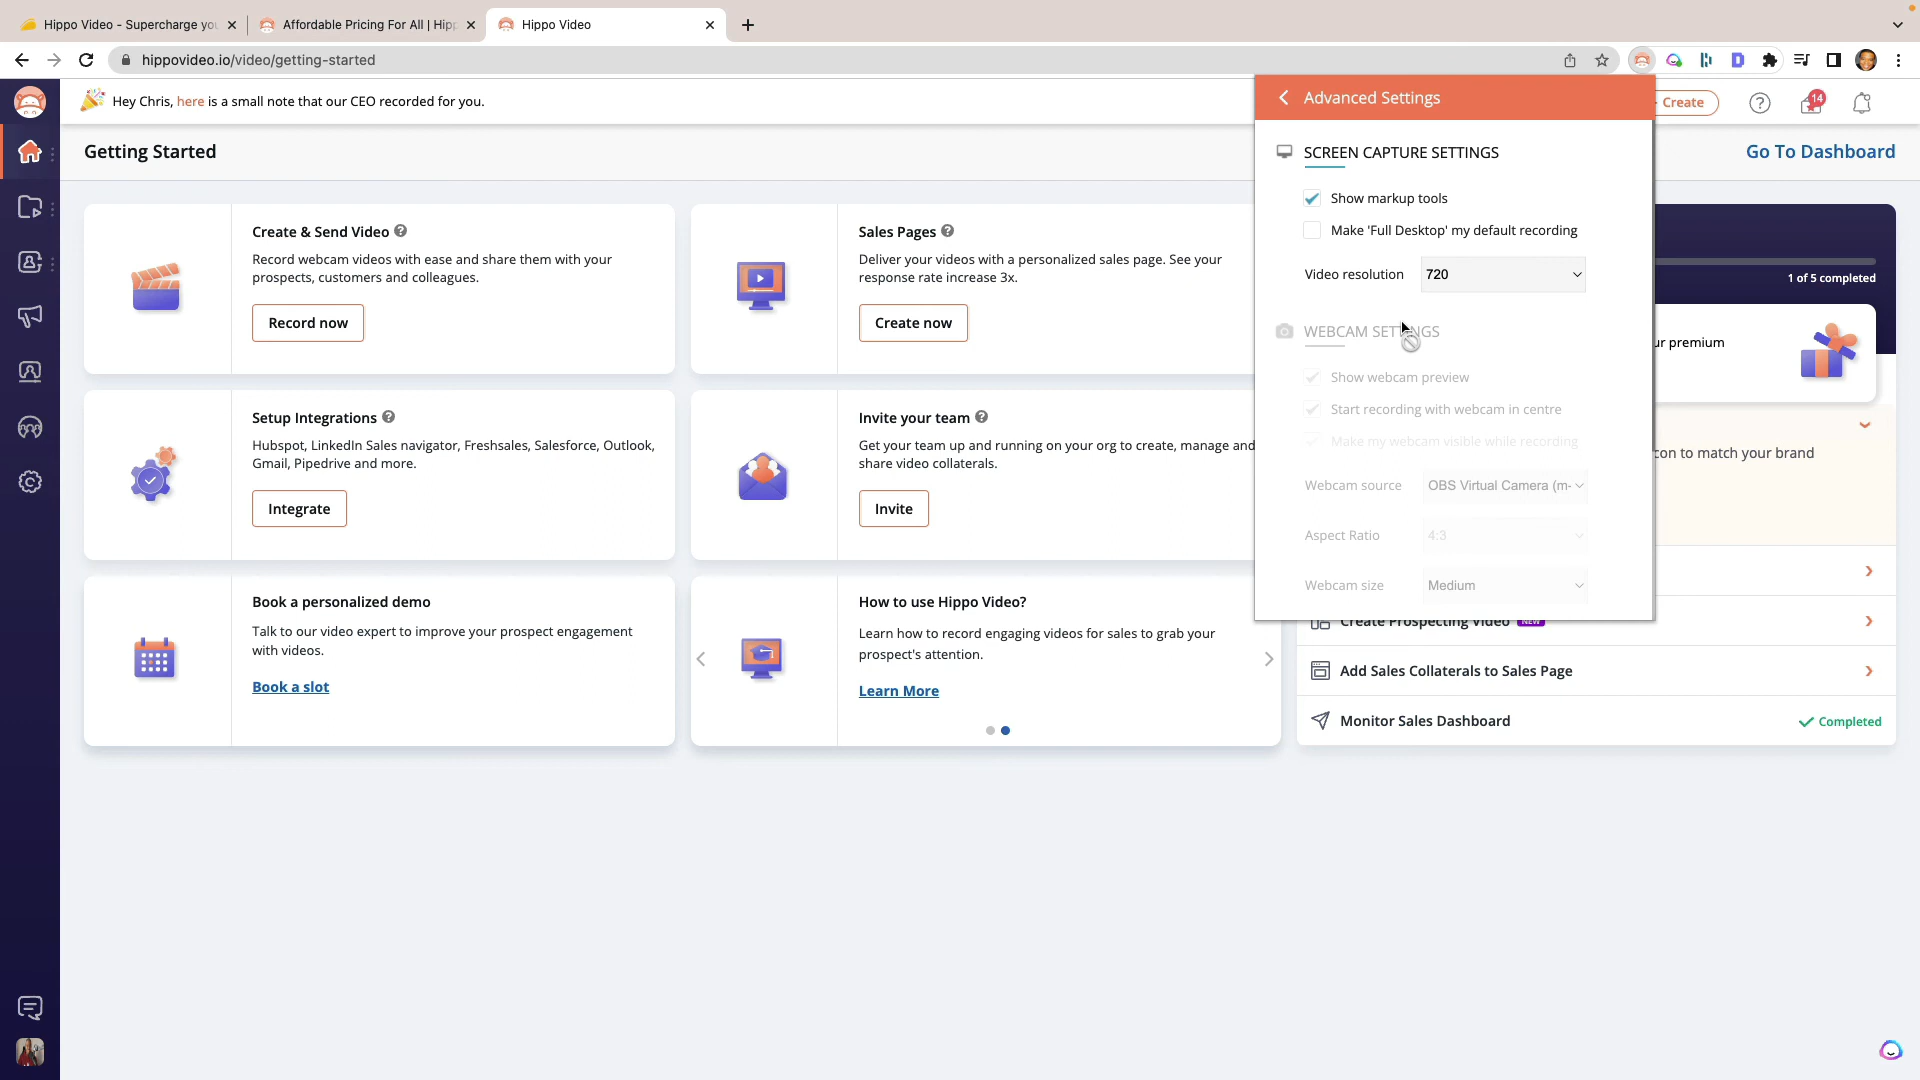 Hippo Video - Supercharge you
Affordable Pricing For All | Hipp
Hippo Video
hippovideo.io/video/getting-started
Hey Chris, here is a small note that our CEO recorded for you.
Create
14
Getting Started
Go To Dashboard
Create & Send Video
Record webcam videos with ease and share them with your
prospects, customers and colleagues.
Record now
Sales Pages
Deliver your videos with a personalized sales page. See your
response rate increase 3x.
Create now
Setup Integrations
Hubspot, LinkedIn Sales navigator, Freshsales, Salesforce, Outlook,
Gmail, Pipedrive and more.
Integrate
Invite your team
Get your team up and running on your org to create, manage and
share video collaterals.
Invite
Book a personalized demo
Talk to our video expert to improve your prospect engagement
with videos.
Book a slot
How to use Hippo Video?
Learn how to record engaging videos for sales to grab your
prospect's attention.
Learn More
Advanced Settings
SCREEN CAPTURE SETTINGS
Show markup tools
Make 'Full Desktop' my default recording
Video resolution 720
WEBCAM SETTINGS
Show webcam preview
Start recording with webcam in centre
Make my webcam visible while recording
Webcam source OBS Virtual Camera (m-
Aspect Ratio 4:3
Webcam size Medium
1 of 5 completed
ur premium
con to match your brand
Create Prospecting Video NEW
Add Sales Collaterals to Sales Page
Monitor Sales Dashboard
Completed